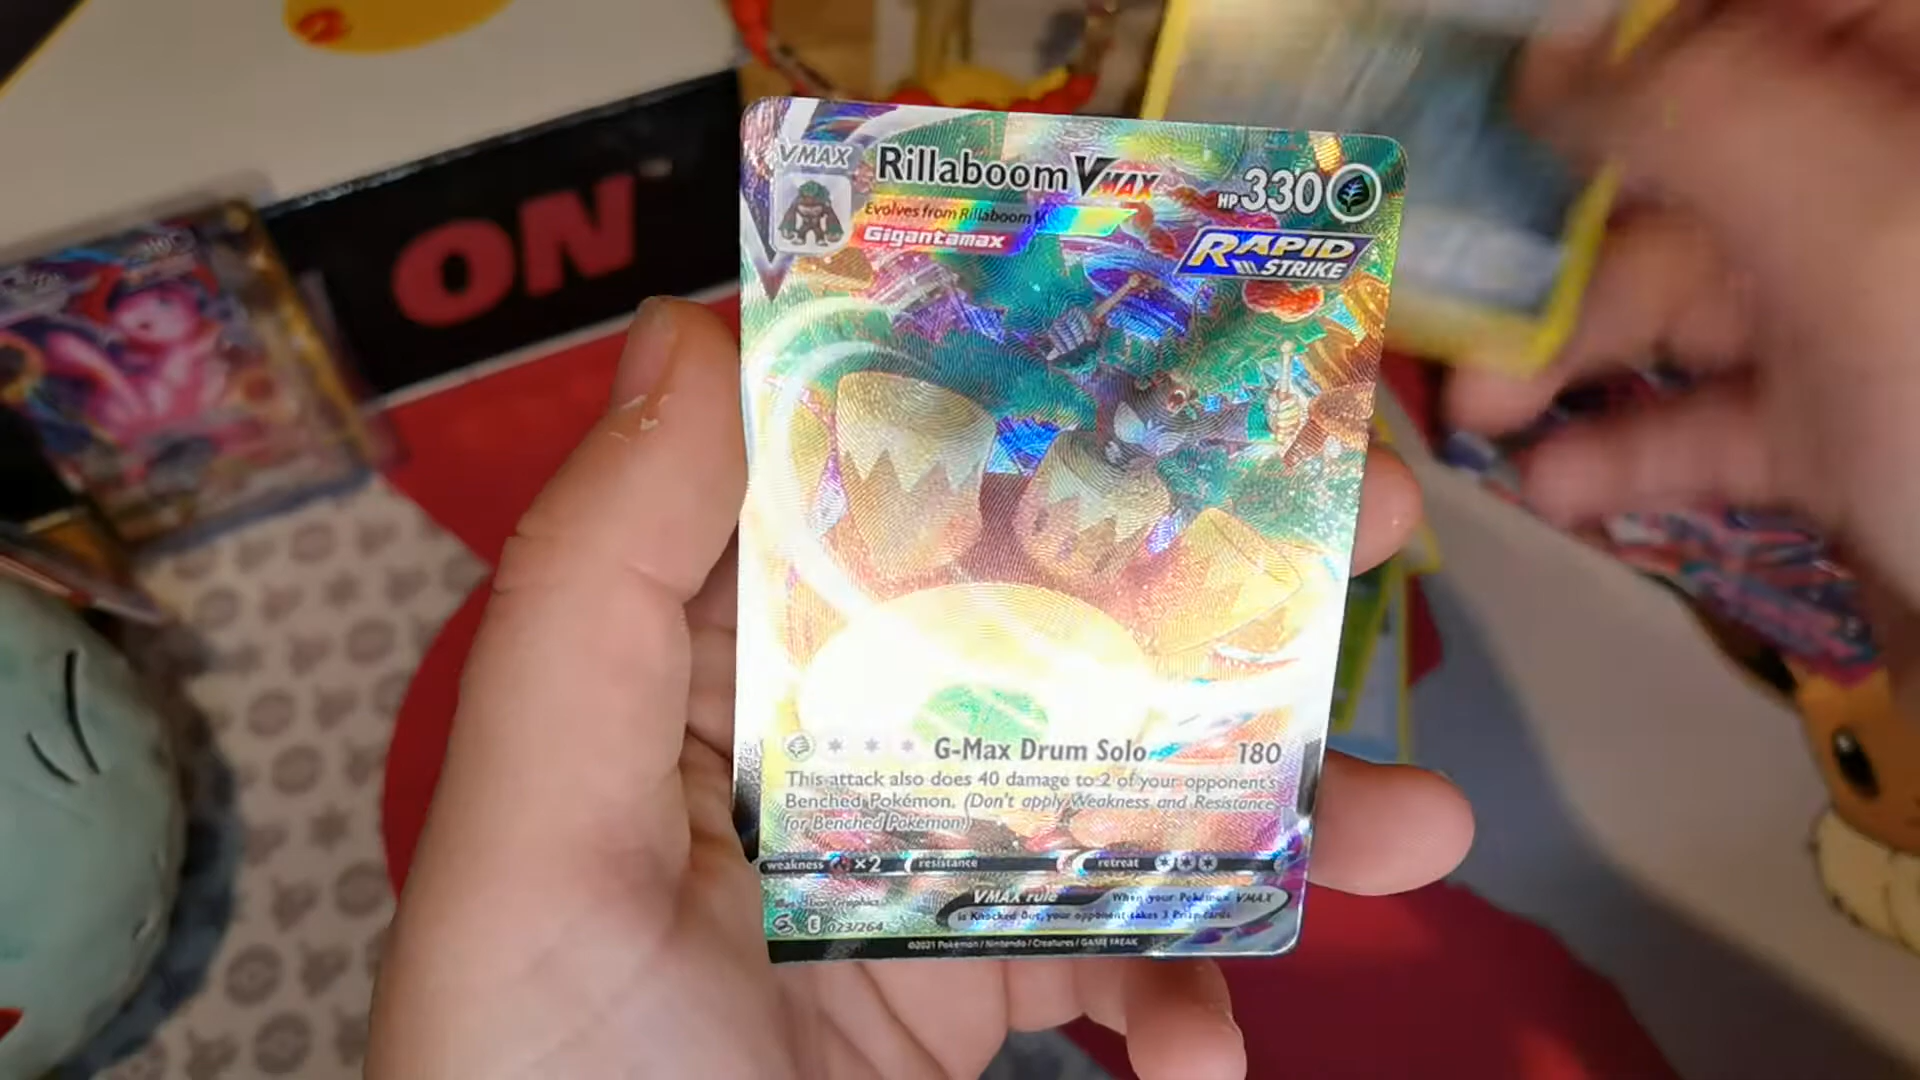 ON
VMAX
Rillaboom VMAX
HP 330
Evolves from Rillaboom V
Gigantamax
RAPID
STRIKE
G-Max Drum Solo 180
This attack also does 40 damage to 2 of your opponent's
Benched Pokémon. (Don't apply Weakness and Resistance
for Benched Pokémon.)
weakness ×2 resistance retreat
VMAX rule When your Pokémon VMAX
is Knocked Out, your opponent takes 3 Prize cards.
E 023/264
©2021 Pokémon / Nintendo / Creatures / GAME FREAK